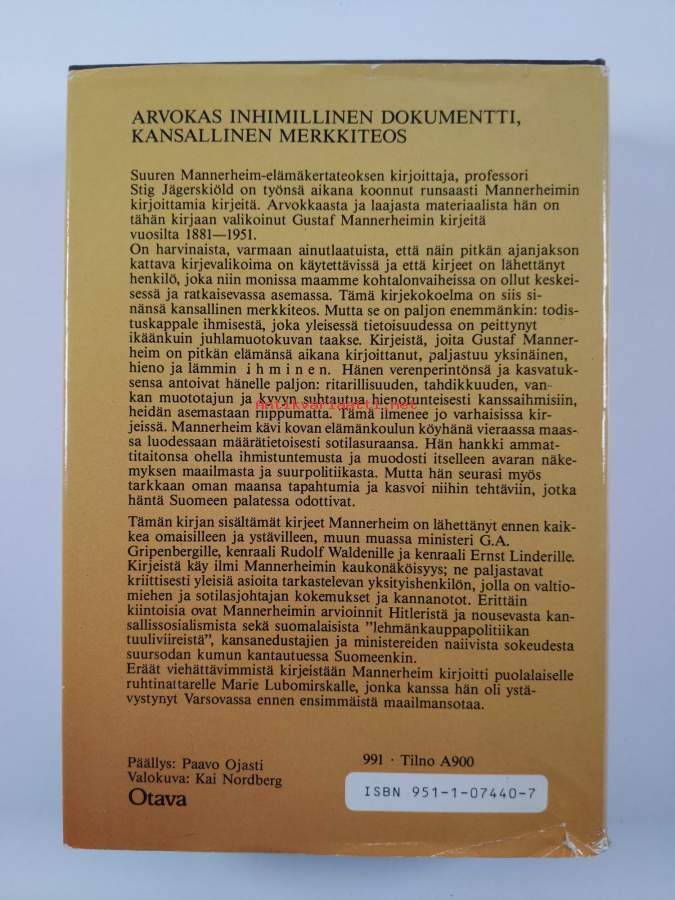 ARVOKAS INHIMILLINEN DOKUMENTTI,
KANSALLINEN MERKKITEOS
Suuren Mannerheim-elämäkertateoksen kirjoittaja, professori
Stig Jägerskiöld on työnsä aikana koonnut runsaasti Mannerheimin
kirjoittamia kirjeitä. Arvokkaasta ja laajasta materiaalista hän on
tähän kirjaan valikoinut Gustaf Mannerheimin kirjeitä
vuosilta 1881—1951.
On harvinaista, varmaan ainutlaatuista, että näin pitkän ajanjakson
kattava kirjevalikoima on käytettävissä ja että kirjeet on lähettänyt
henkilö, joka niin monissa maamme kohtalonvaiheissa on ollut keskei-
sessä ja ratkaisevassa asemassa. Tämä kirjekokoelma on siis si-
nänsä kansallinen merkkiteos. Mutta se on paljon enemmänkin: todis-
tuskappale ihmisestä, joka yleisessä tietoisuudessa on peittynyt
ikäänkuin juhlamuotokuvan taakse. Kirjeistä, joita Gustaf Manner-
heim on pitkän elämänsä aikana kirjoittanut, paljastuu yksinäinen,
hieno ja lämmin ihminen. Hänen verenperintönsä ja kasvatuk-
sensa antoivat hänelle paljon: ritarillisuuden, tahdikkuuden, van-
kan muototajun ja kyvyn suhtautua hienotunteisesti kanssaihmisiin,
antikvariaatti.net
heidän asemastaan riippumatta. Tämä ilmenee jo varhaisissa kir-
jeissä. Mannerheim kävi kovan elämänkoulun köyhänä vieraassa maas-
sa luodessaan määrätietoisesti sotilasuraansa. Hän hankki ammat-
titaitonsa ohella ihmistuntemusta ja muodosti itselleen avaran näke-
myksen maailmasta ja suurpolitiikasta. Mutta hän seurasi myös
tarkkaan oman maansa tapahtumia ja kasvoi niihin tehtäviin, jotka
häntä Suomeen palatessa odottivat.
Tämän kirjan sisältämät kirjeet Mannerheim on lähettänyt ennen kaik-
kea omaisilleen ja ystävilleen, muun muassa ministeri G.A.
Gripenbergille, kenraali Rudolf Waldenille ja kenraali Ernst Linderille.
Kirjeistä käy ilmi Mannerheimin kaukonäköisyys; ne paljastavat
kriittisesti yleisiä asioita tarkastelevan yksityishenkilön, jolla on valtio-
miehen ja sotilasjohtajan kokemukset ja kannanotot. Erittäin
kiintoisia ovat Mannerheimin arvioinnit Hitleristä ja nousevasta kan-
sallissosialismista sekä suomalaisista "lehmänkauppapolitiikan
tuuliviireistä", kansanedustajien ja ministereiden naiivista sokeudesta
suursodan kumun kantautuessa Suomeenkin.
Eräät viehättävimmistä kirjeistään Mannerheim kirjoitti puolalaiselle
ruhtinattarelle Marie Lubomirskalle, jonka kanssa hän oli ystä-
vystynyt Varsovassa ennen ensimmäistä maailmansotaa.
Päällys: Paavo Ojasti
Valokuva: Kai Nordberg
Otava
991 · Tilno A900
ISBN 951-1-07440-7